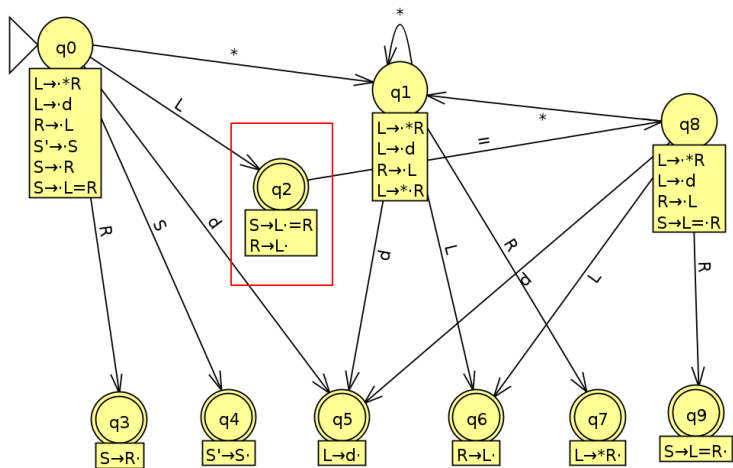 q0
L→·*R
L→·d
R→·L
S'→·S
S→·R
S→·L=R
*
L
q2
S→L·=R
R→L·
=
*
q1
L→·*R
L→·d
R→·L
L→*·R
*
q8
L→·*R
L→·d
R→·L
S→L=·R
R
S
d
d
L
R
d
L
R
q3
S→R·
q4
S'→S·
q5
L→d·
q6
R→L·
q7
L→*R·
q9
S→L=R·